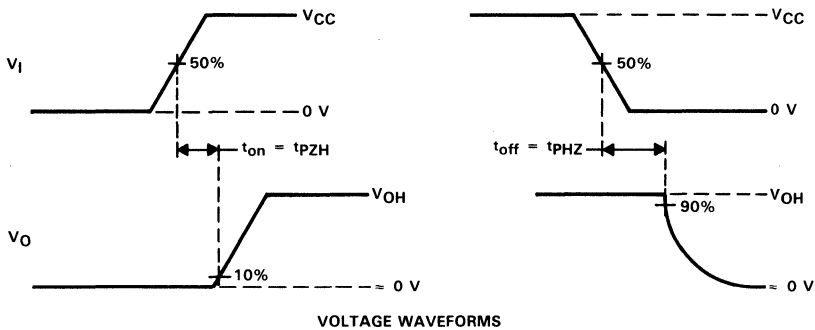 VCC
VCC
VI
50%
50%
0 V
0 V
ton = tPZH
toff = tPHZ
VOH
VOH
90%
VO
10%
≈ 0 V
≈ 0 V
VOLTAGE WAVEFORMS